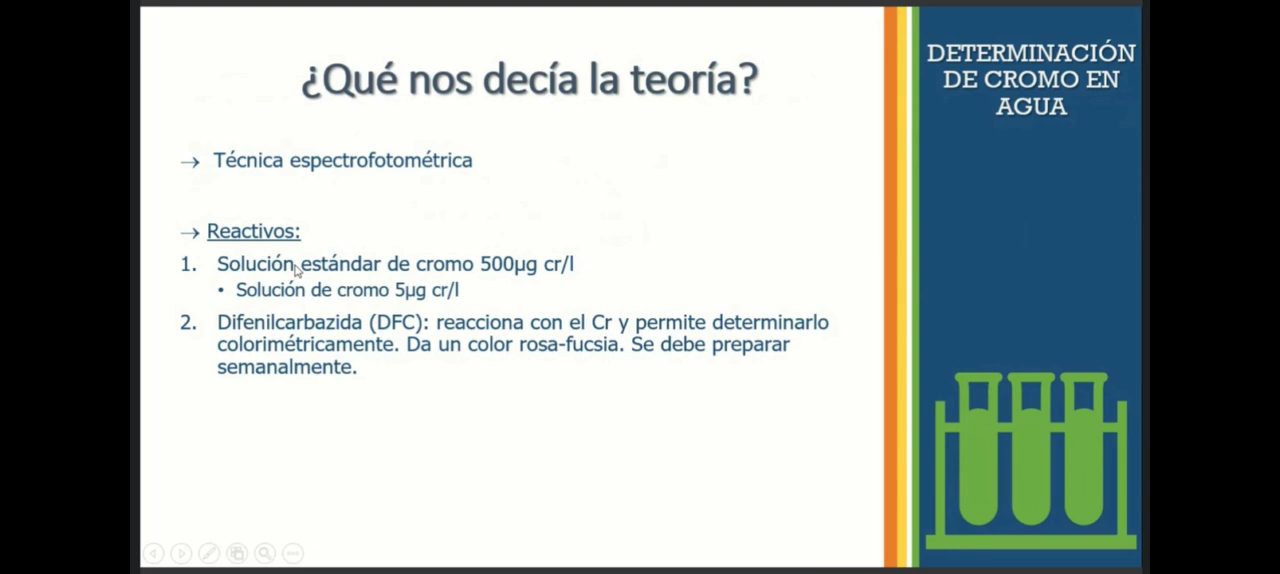 ¿Qué nos decía la teoría?
→ Técnica espectrofotométrica
→ Reactivos:
1. Solución estándar de cromo 500µg cr/l
• Solución de cromo 5µg cr/l
2. Difenilcarbazida (DFC): reacciona con el Cr y permite determinarlo
colorimétricamente. Da un color rosa-fucsia. Se debe preparar
semanalmente.
DETERMINACIÓN
DE CROMO EN
AGUA